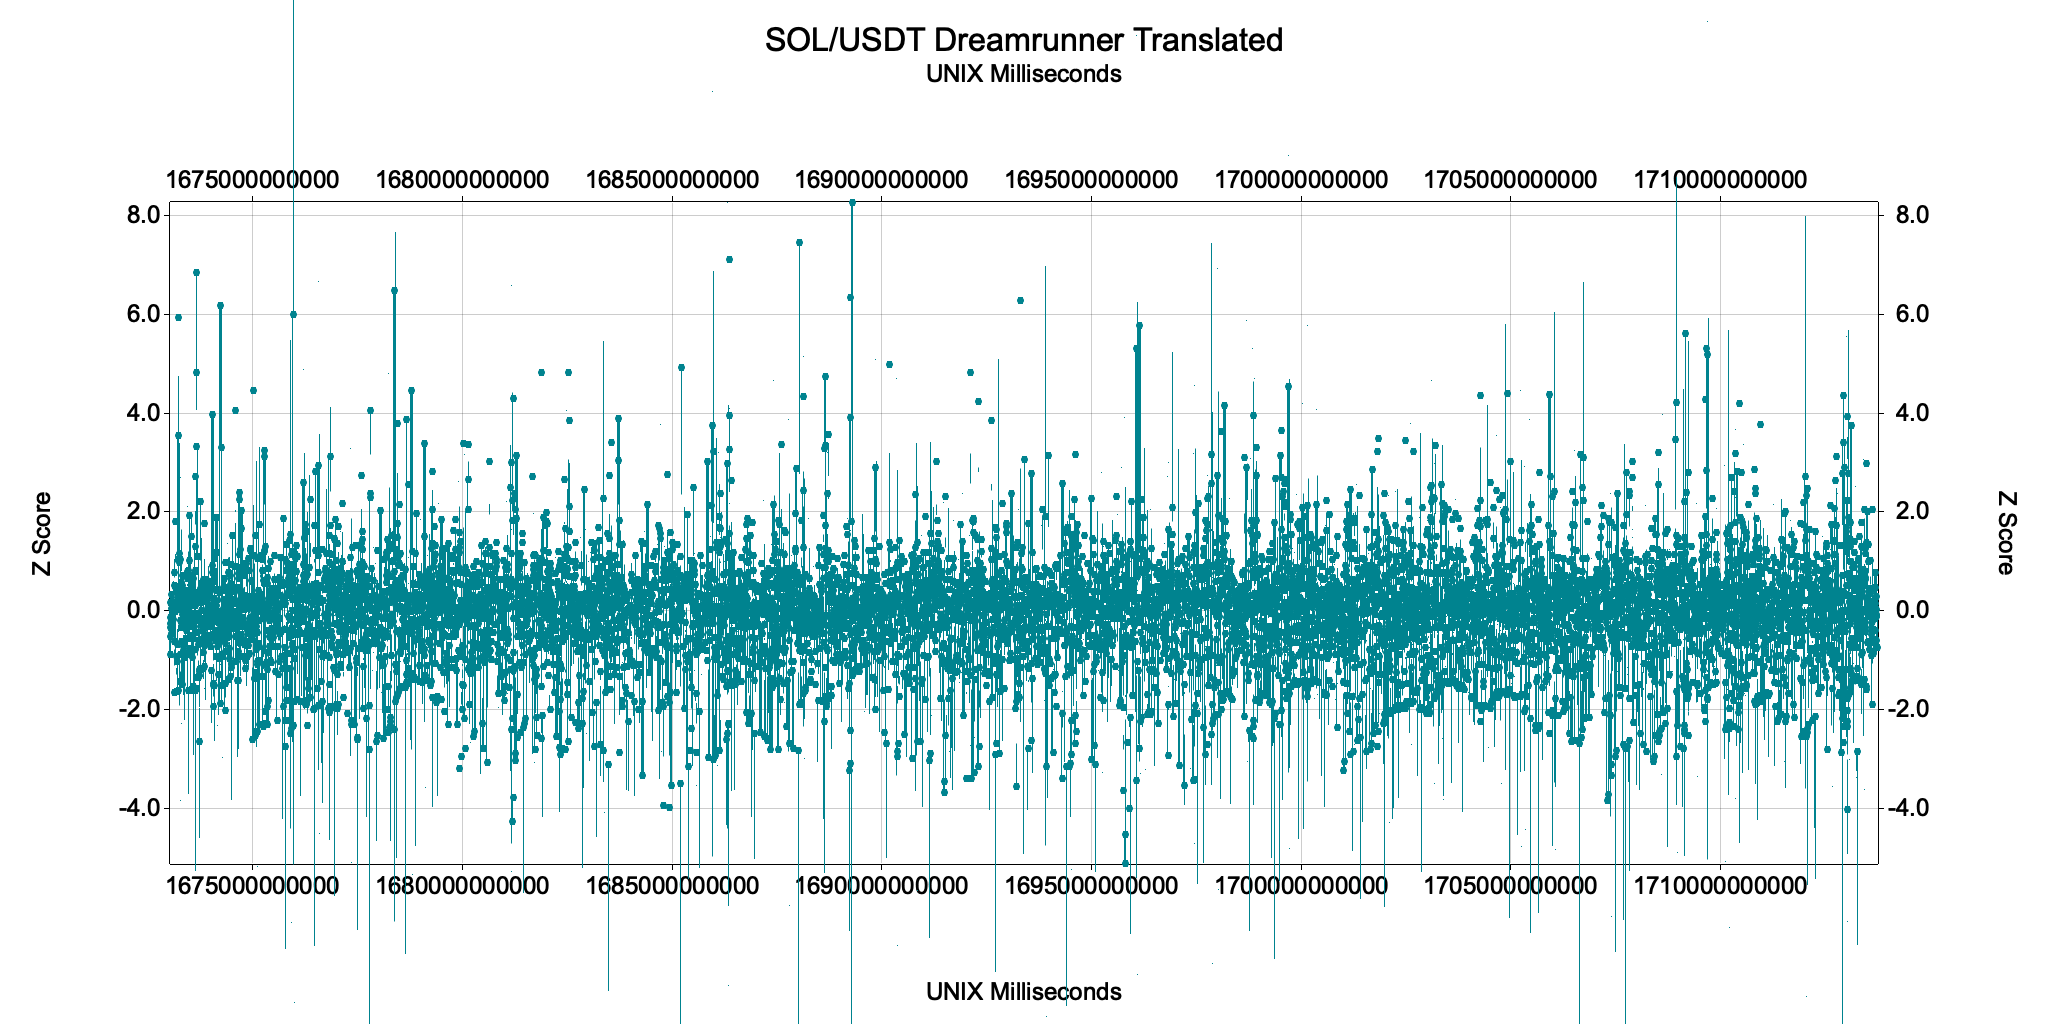 SOL/USDT Dreamrunner Translated
UNIX Milliseconds
1675000000000 1680000000000 1685000000000 1690000000000 1695000000000 1700000000000 1705000000000 1710000000000
8.0 8.0
6.0 6.0
4.0 4.0
2.0 2.0
0.0 0.0
-2.0 -2.0
-4.0 -4.0
Z Score
Z Score
1675000000000 1680000000000 1685000000000 1690000000000 1695000000000 1700000000000 1705000000000 1710000000000
UNIX Milliseconds